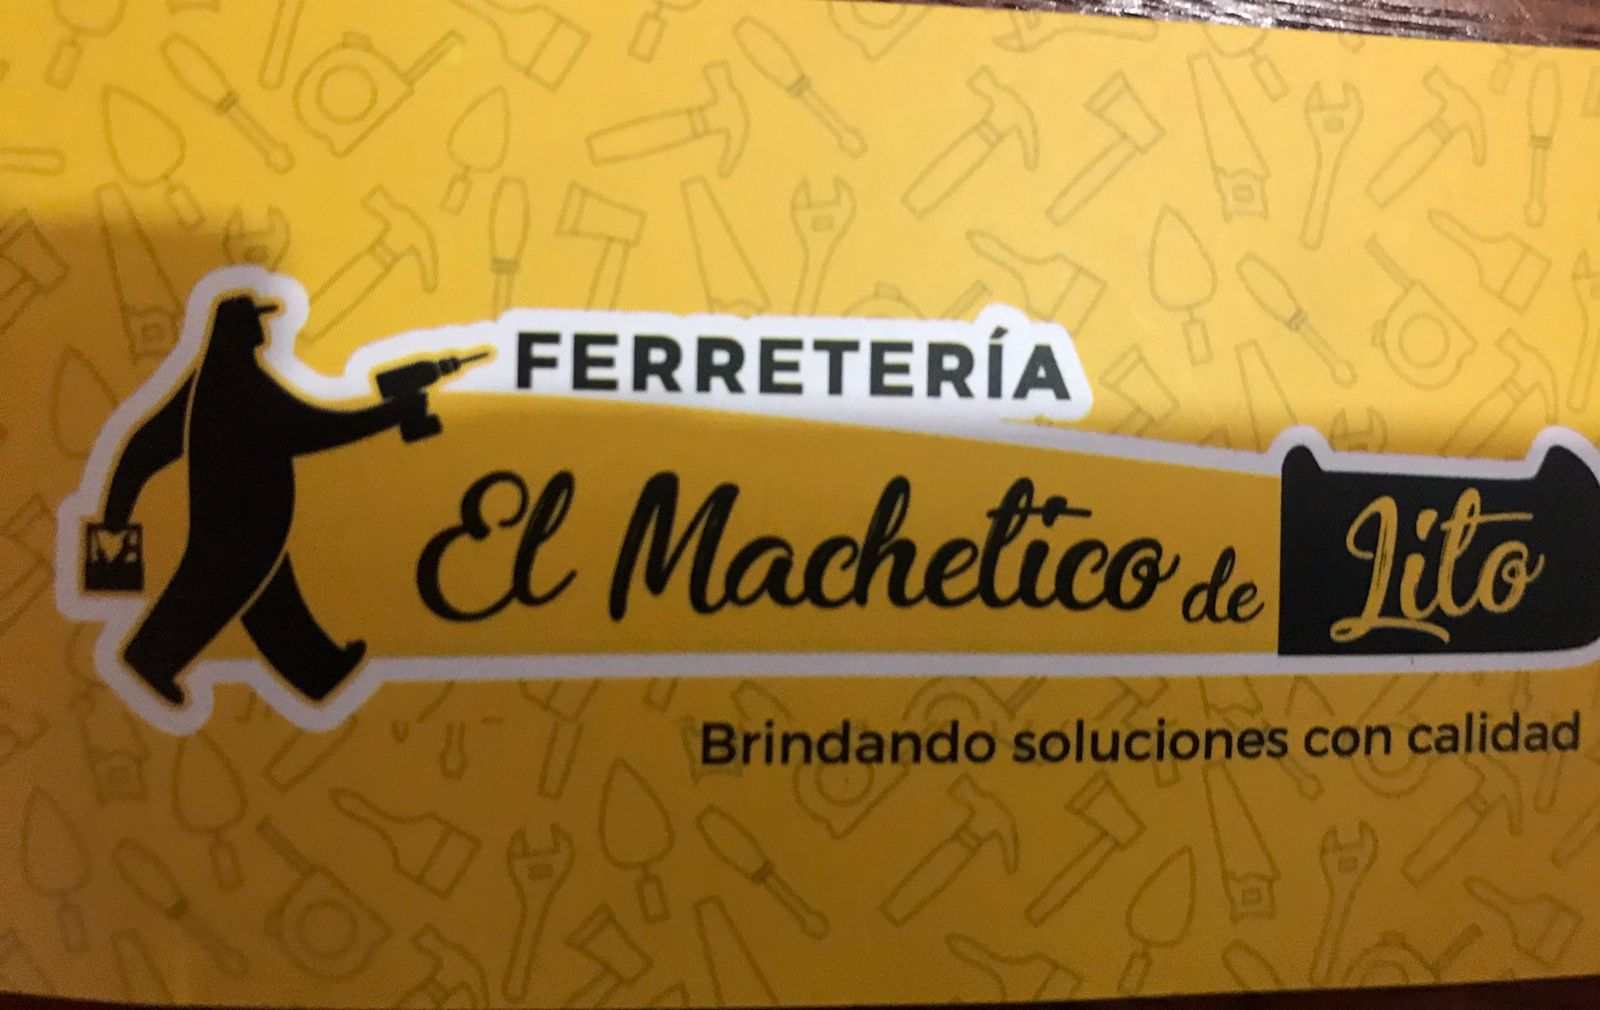 FERRETERÍA
El Machetico de Lito
Brindando soluciones con calidad